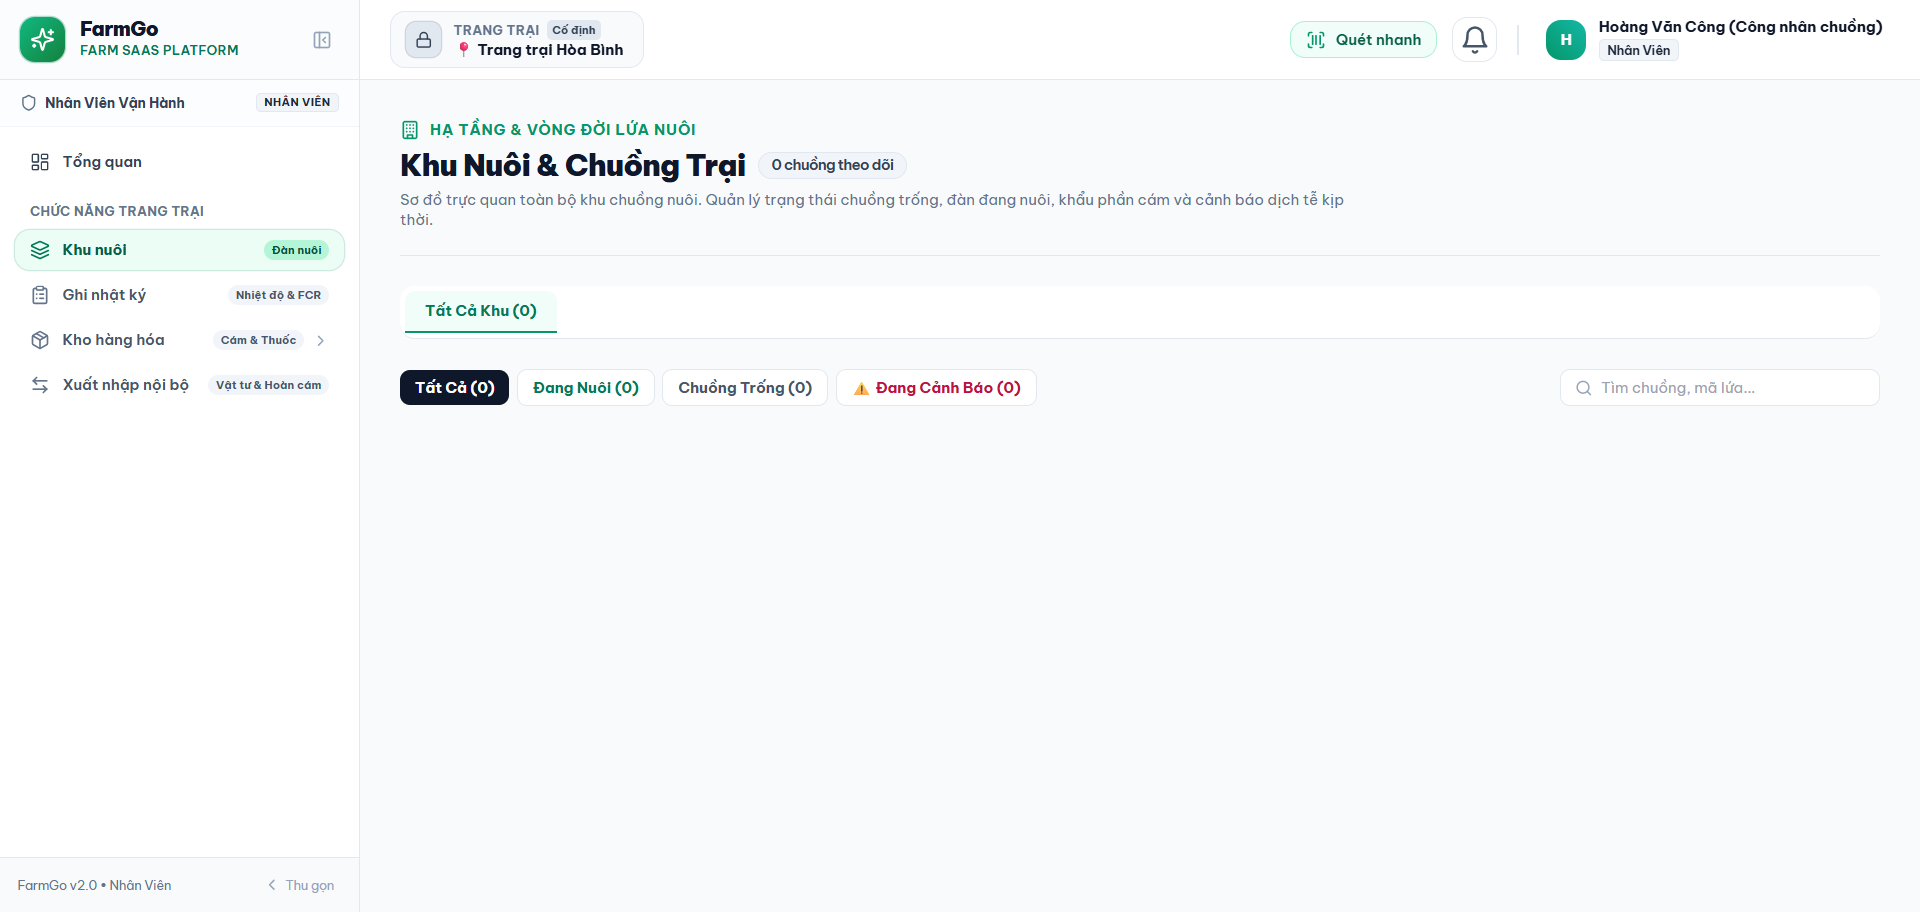 FarmGo
FARM SAAS PLATFORM
Nhân Viên Vận Hành
NHÂN VIÊN
Tổng quan
CHỨC NĂNG TRANG TRẠI
Khu nuôi
Đàn nuôi
Ghi nhật ký
Nhiệt độ & FCR
Kho hàng hóa
Cám & Thuốc
Xuất nhập nội bộ
Vật tư & Hoàn cám
FarmGo v2.0 • Nhân Viên
Thu gọn
TRANG TRẠI Cố định
📍 Trang trại Hòa Bình
Quét nhanh
H
Hoàng Văn Công (Công nhân chuồng)
Nhân Viên
HẠ TẦNG & VÒNG ĐỜI LỨA NUÔI
Khu Nuôi & Chuồng Trại
0 chuồng theo dõi
Sơ đồ trực quan toàn bộ khu chuồng nuôi. Quản lý trạng thái chuồng trống, đàn đang nuôi, khẩu phần cám và cảnh báo dịch tễ kịp
thời.
Tất Cả Khu (0)
Tất Cả (0)
Đang Nuôi (0)
Chuồng Trống (0)
⚠️ Đang Cảnh Báo (0)
Tìm chuồng, mã lứa...